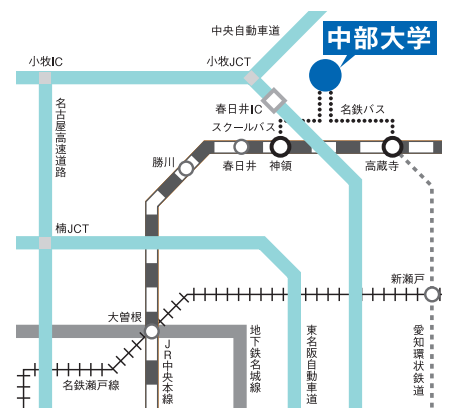 中央自動車道
中部大学
小牧IC
小牧JCT
名古屋高速道路
春日井IC
名鉄バス
スクールバス
勝川
春日井
神領
高蔵寺
楠JCT
新瀬戸
大曽根
JR中央本線
地下鉄名城線
東名阪自動車道
愛知環状鉄道
名鉄瀬戸線